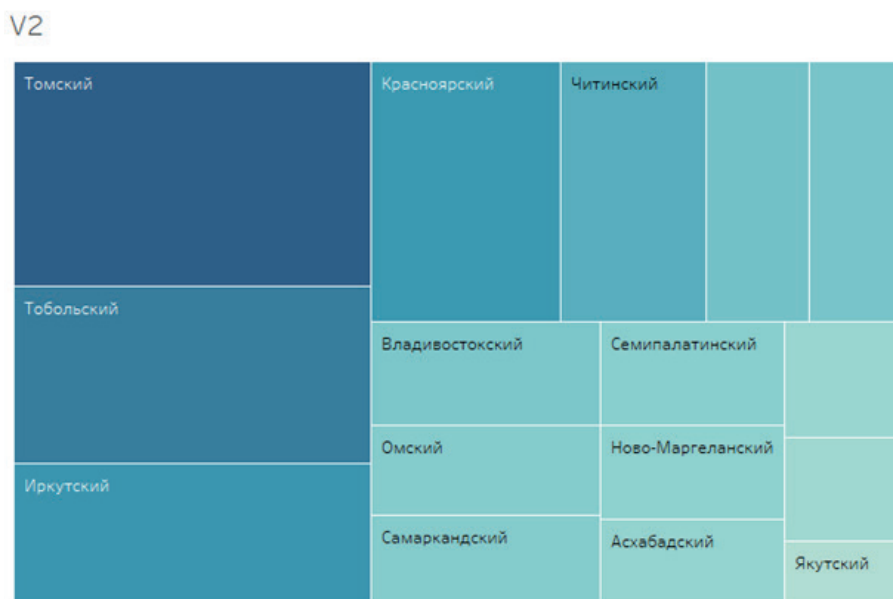 V2
Томский
Красноярский
Читинский
Тобольский
Владивостокский
Семипалатинский
Омский
Ново-Маргеланский
Иркутский
Самаркандский
Асхабадский
Якутский